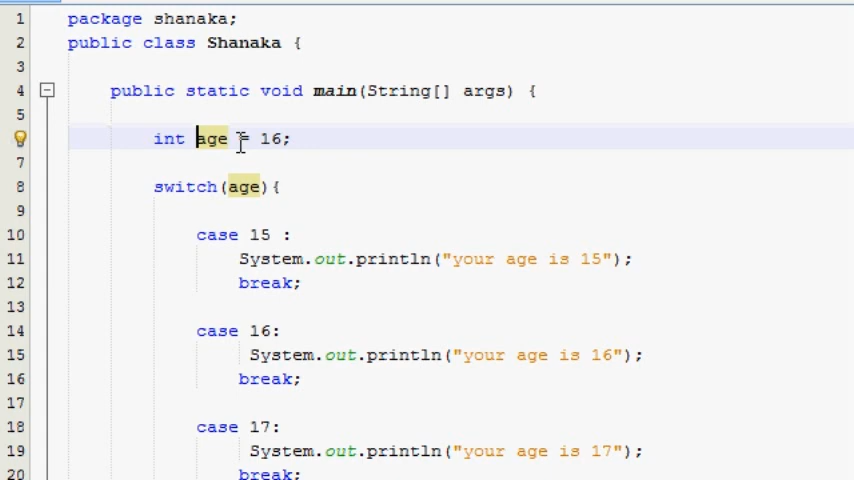 1 package shanaka;
2 public class Shanaka {
3
4 public static void main(String[] args) {
5
int age = 16;
7
8 switch(age){
9
10 case 15 :
11 System.out.println("your age is 15");
12 break;
13
14 case 16:
15 System.out.println("your age is 16");
16 break;
17
18 case 17:
19 System.out.println("your age is 17");
20 break;